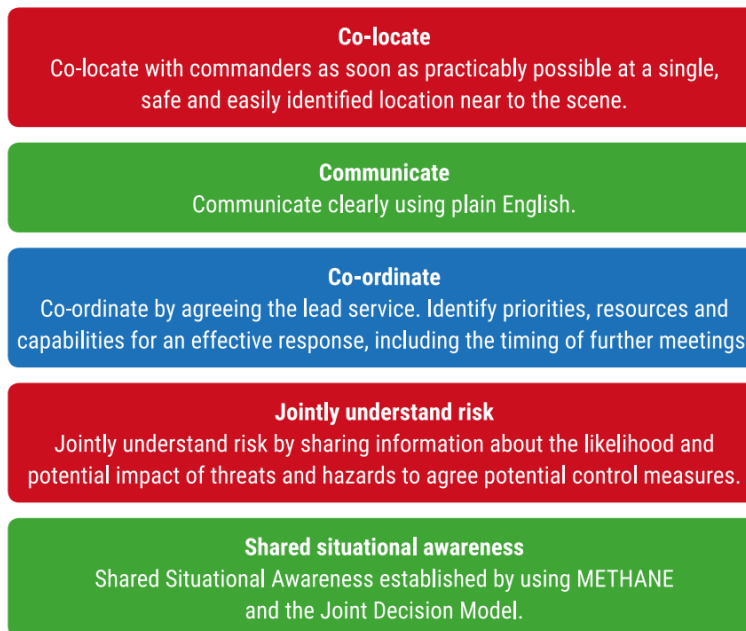 Co-locate
Co-locate with commanders as soon as practicably possible at a single,
safe and easily identified location near to the scene.
Communicate
Communicate clearly using plain English.
Co-ordinate
Co-ordinate by agreeing the lead service. Identify priorities, resources and
capabilities for an effective response, including the timing of further meetings
Jointly understand risk
Jointly understand risk by sharing information about the likelihood and
potential impact of threats and hazards to agree potential control measures.
Shared situational awareness
Shared Situational Awareness established by using METHANE
and the Joint Decision Model.